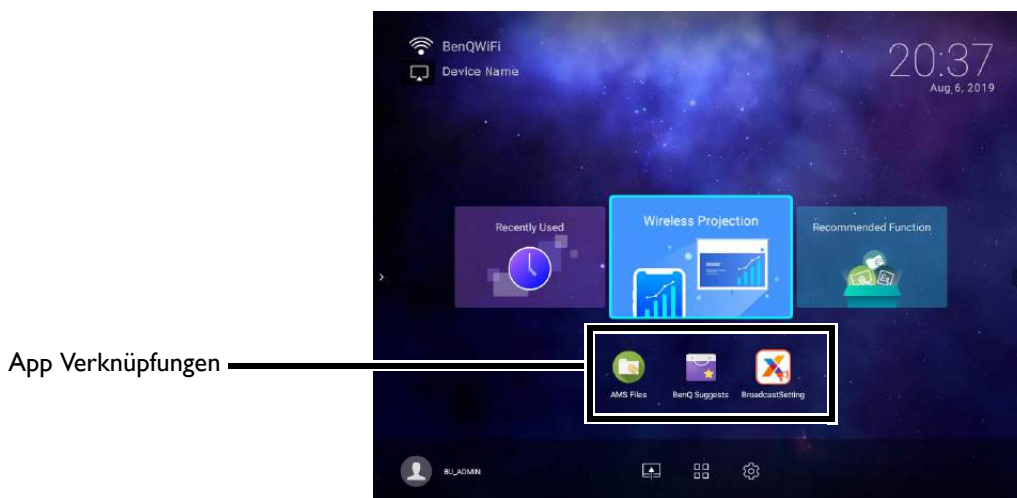 BenQWiFi
Device Name
20:37
Aug 6, 2019
Recently Used
Wireless Projection
Recommended Function
App Verknüpfungen
AMS Files
BenQ Suggests
BroadcastSetting
BU_ADMIN